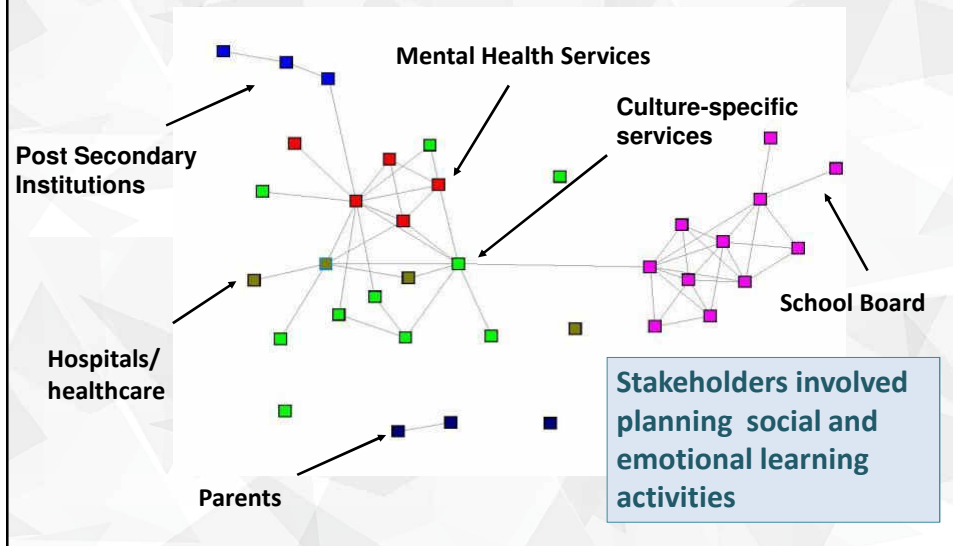 Mental Health Services
Culture-specific
services
Post Secondary
Institutions
School Board
Hospitals/
healthcare
Stakeholders involved
planning social and
emotional learning
activities
Parents